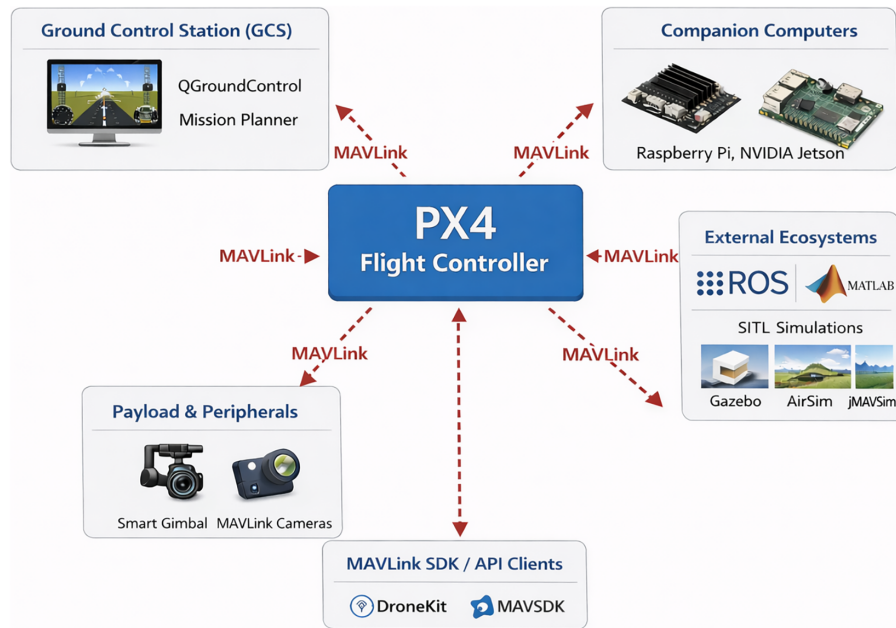 Ground Control Station (GCS)
QGroundControl
Mission Planner
Companion Computers
Raspberry Pi, NVIDIA Jetson
MAVLink
MAVLink
PX4
Flight Controller
MAVLink
MAVLink
External Ecosystems
ROS
MATLAB
SITL Simulations
Gazebo
AirSim
jMAVSim
MAVLink
MAVLink
Payload & Peripherals
Smart Gimbal
MAVLink Cameras
MAVLink SDK / API Clients
DroneKit
MAVSDK